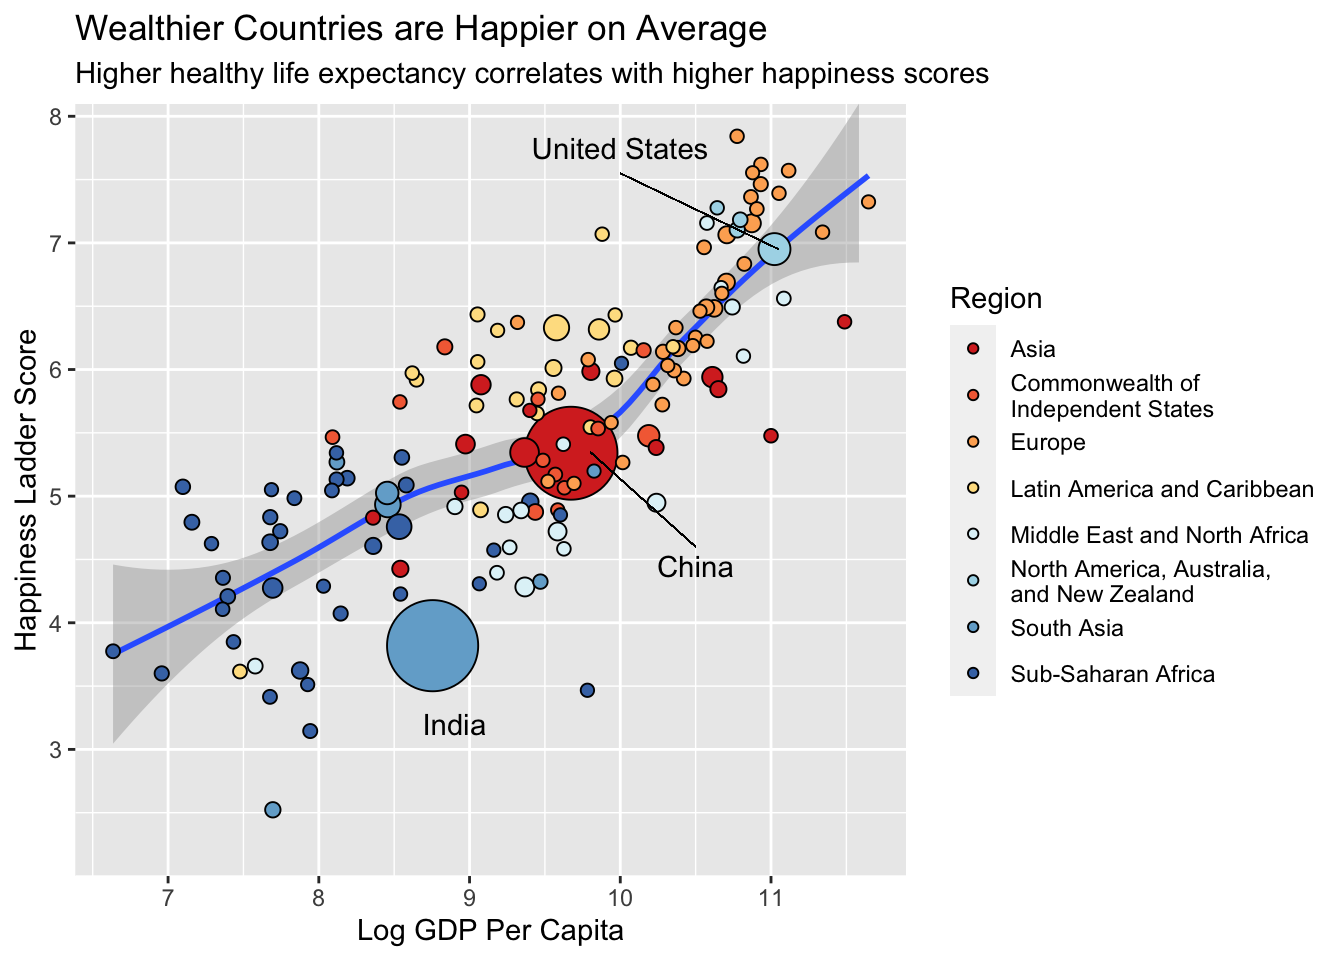 Wealthier Countries are Happier on Average
Higher healthy life expectancy correlates with higher happiness scores
8
7
6
5
4
3
Happiness Ladder Score
United States
China
India
7
8
9
10
11
Log GDP Per Capita
Region
Asia
Commonwealth of
Independent States
Europe
Latin America and Caribbean
Middle East and North Africa
North America, Australia,
and New Zealand
South Asia
Sub-Saharan Africa